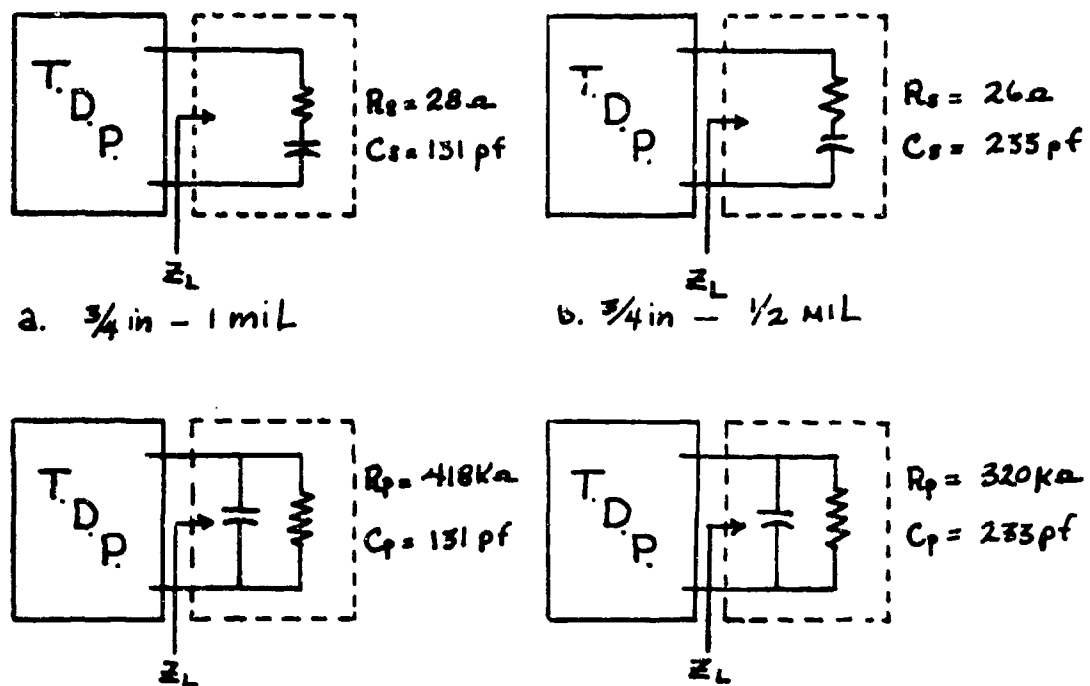 T.D.P.
Rs = 28Ω
Cs = 131 pf
ZL
a. 3/4 in - 1 miL
T.D.P.
Rs = 26Ω
Cs = 233 pf
ZL
b. 3/4 in - 1/2 MIL
T.D.P.
Rp = 418KΩ
Cp = 131 pf
ZL
T.D.P.
Rp = 320KΩ
Cp = 233 pf
ZL